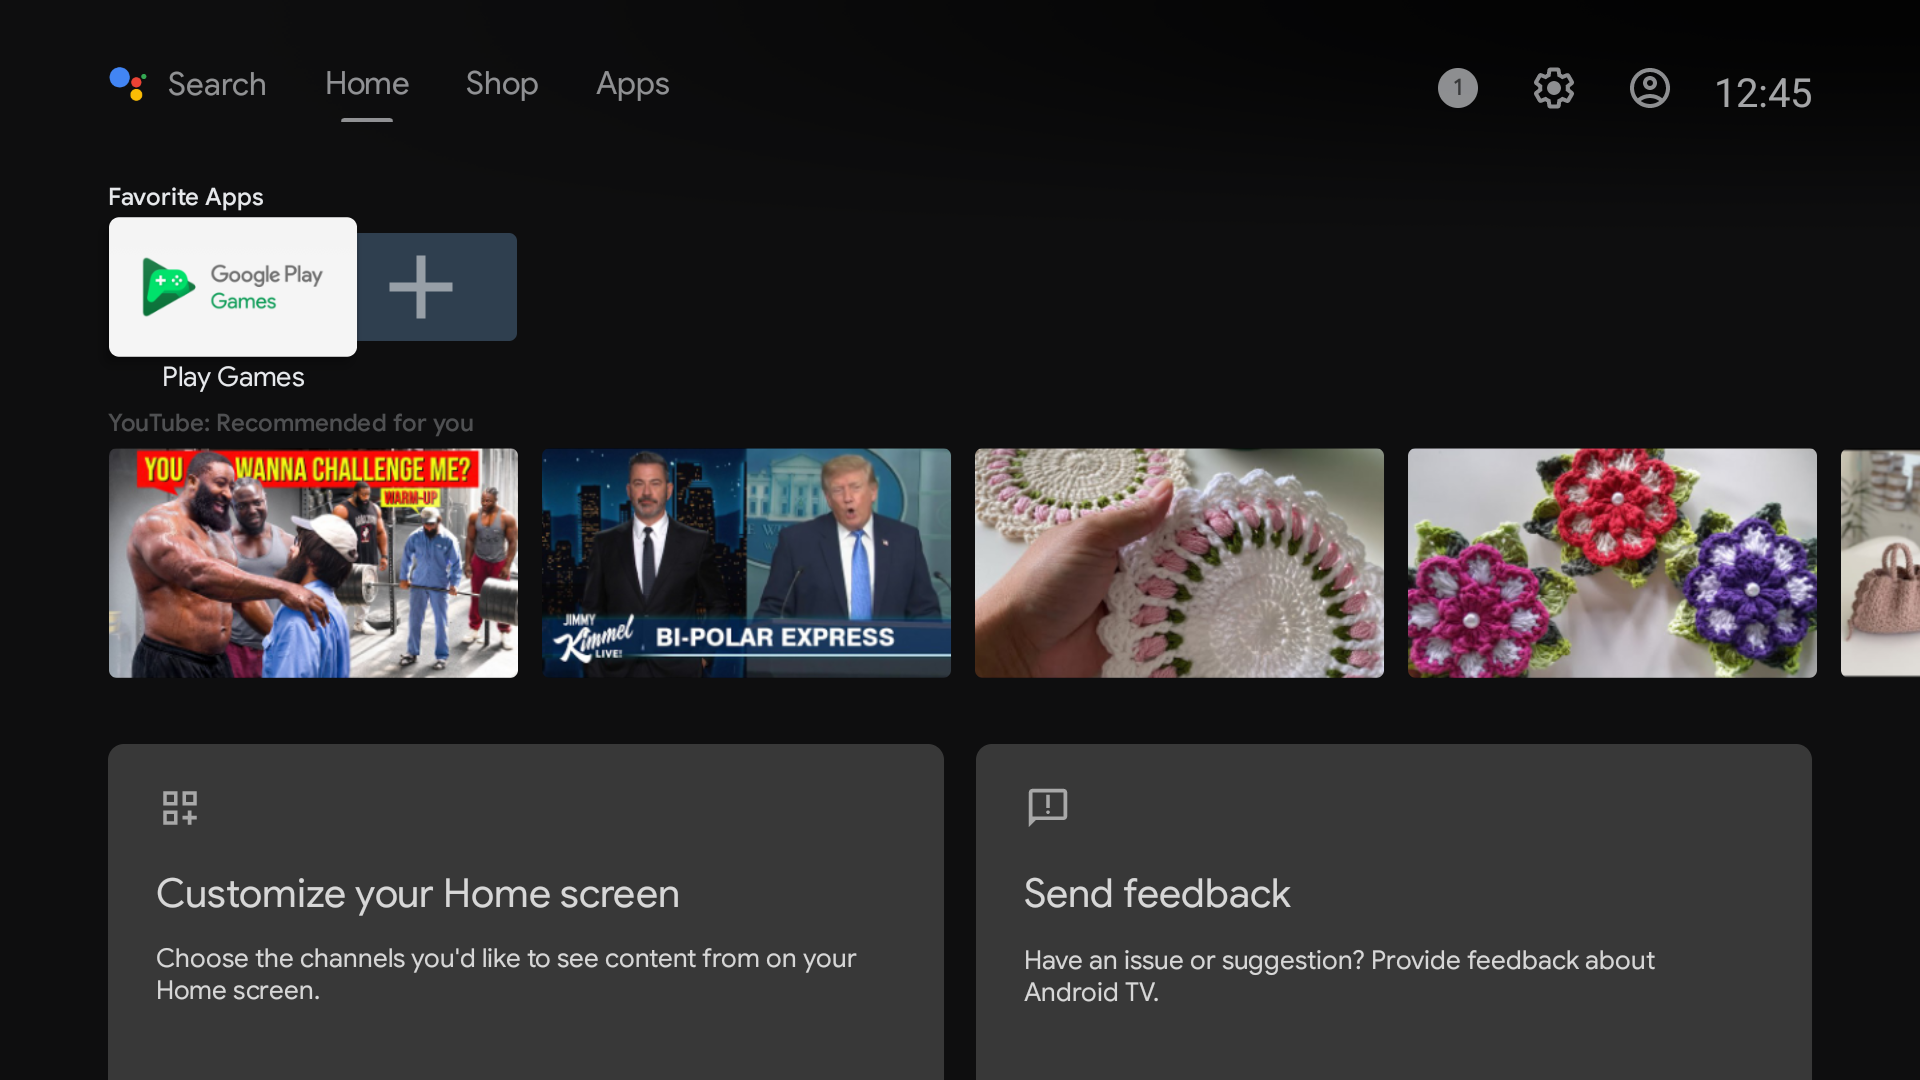 Search
Home
Shop
Apps
1
12:45
Favorite Apps
Google Play
Games
Play Games
YouTube: Recommended for you
YOU WANNA CHALLENGE ME?
WARM-UP
JIMMY
Kimmel
LIVE!
BI-POLAR EXPRESS
Customize your Home screen
Choose the channels you'd like to see content from on your
Home screen.
Send feedback
Have an issue or suggestion? Provide feedback about
Android TV.